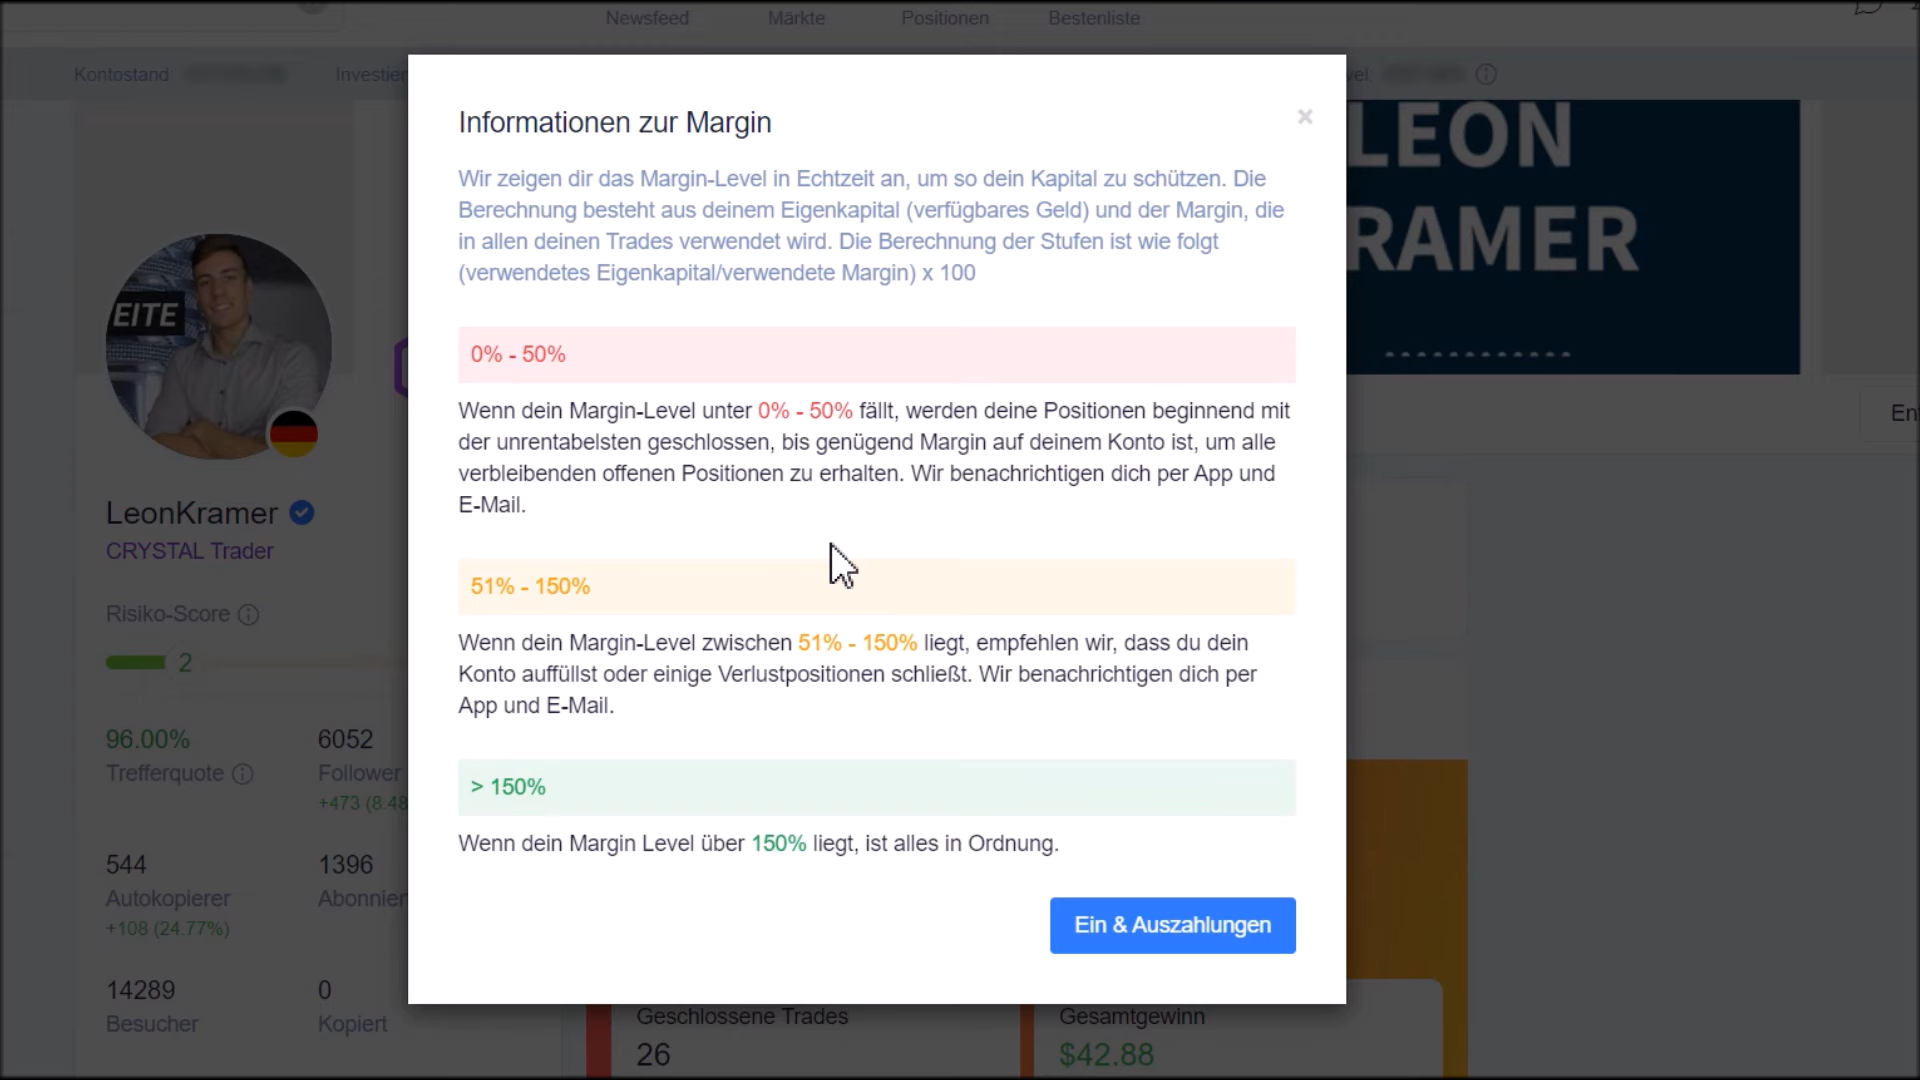 Newsfeed
Märkte
Positionen
Bestenliste
Kontostand
LEON
KRAMER
Informationen zur Margin
×
Wir zeigen dir das Margin-Level in Echtzeit an, um so dein Kapital zu schützen. Die
Berechnung besteht aus deinem Eigenkapital (verfügbares Geld) und der Margin, die
in allen deinen Trades verwendet wird. Die Berechnung der Stufen ist wie folgt
(verwendetes Eigenkapital/verwendete Margin) x 100
0% - 50%
Wenn dein Margin-Level unter 0% - 50% fällt, werden deine Positionen beginnend mit
der unrentabelsten geschlossen, bis genügend Margin auf deinem Konto ist, um alle
verbleibenden offenen Positionen zu erhalten. Wir benachrichtigen dich per App und
E-Mail.
51% - 150%
Wenn dein Margin-Level zwischen 51% - 150% liegt, empfehlen wir, dass du dein
Konto auffüllst oder einige Verlustpositionen schließt. Wir benachrichtigen dich per
App und E-Mail.
> 150%
Wenn dein Margin Level über 150% liegt, ist alles in Ordnung.
Ein & Auszahlungen
EITE
LeonKramer
CRYSTAL Trader
Risiko-Score
2
96.00%
Trefferquote
6052
Follower
+473 (8.48
544
Autokopierer
+108 (24.77%)
1396
Abonnier
14289
Besucher
0
Kopiert
Geschlossene Trades
26
Gesamtgewinn
$42.88